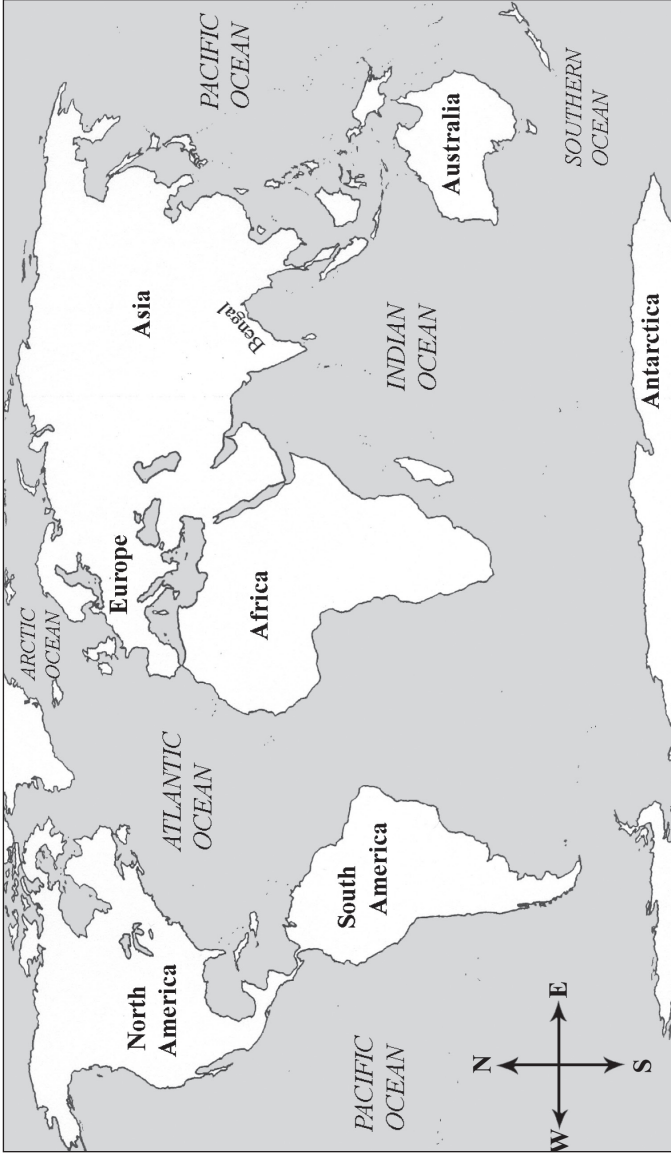 ARCTIC
OCEAN
Europe
Asia
PACIFIC
OCEAN
North
America
ATLANTIC
OCEAN
Africa
Bengal
INDIAN
OCEAN
South
America
PACIFIC
OCEAN
Australia
SOUTHERN
OCEAN
Antarctica
N
W
E
S